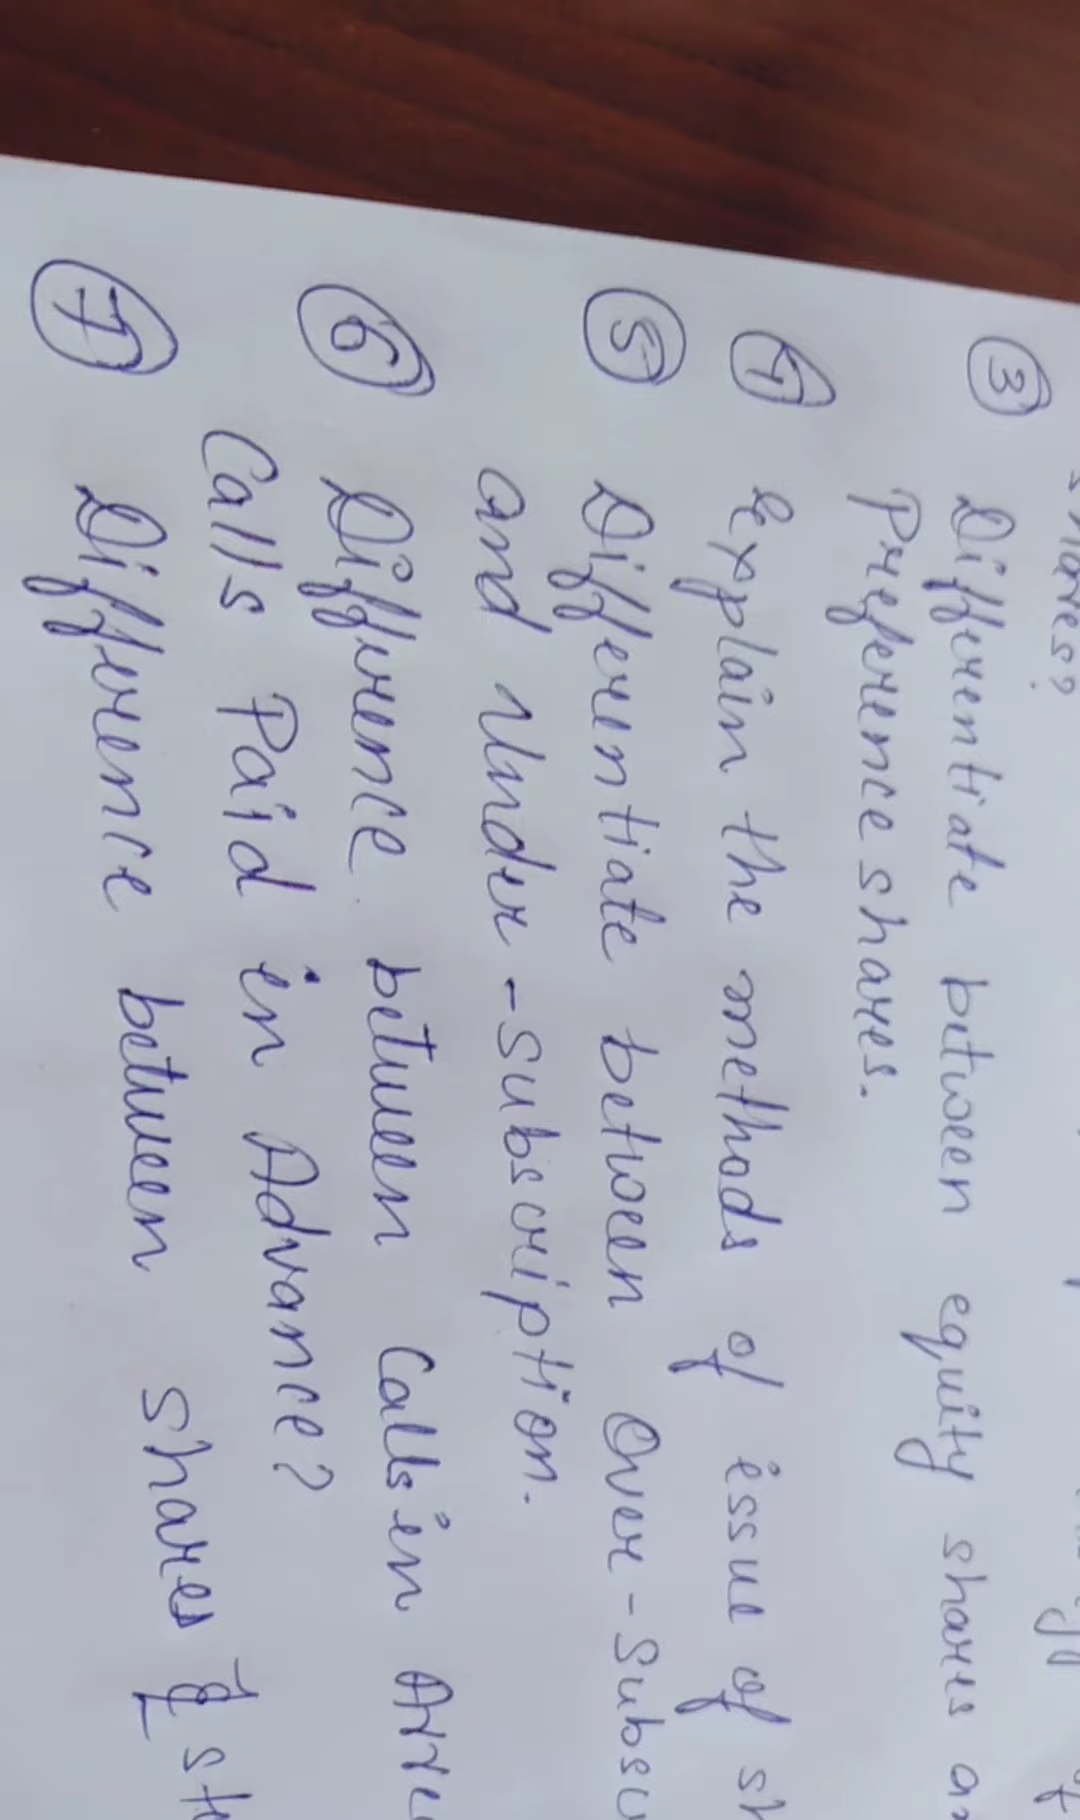 shares?
③ Differentiate between equity shares
Preference shares.
④ Explain the methods of issue of
⑤ Differentiate between Over-Subsc
and Under-Subscription.
⑥ Difference between Calls in Arre
Calls Paid in Advance?
⑦ Difference between shares &